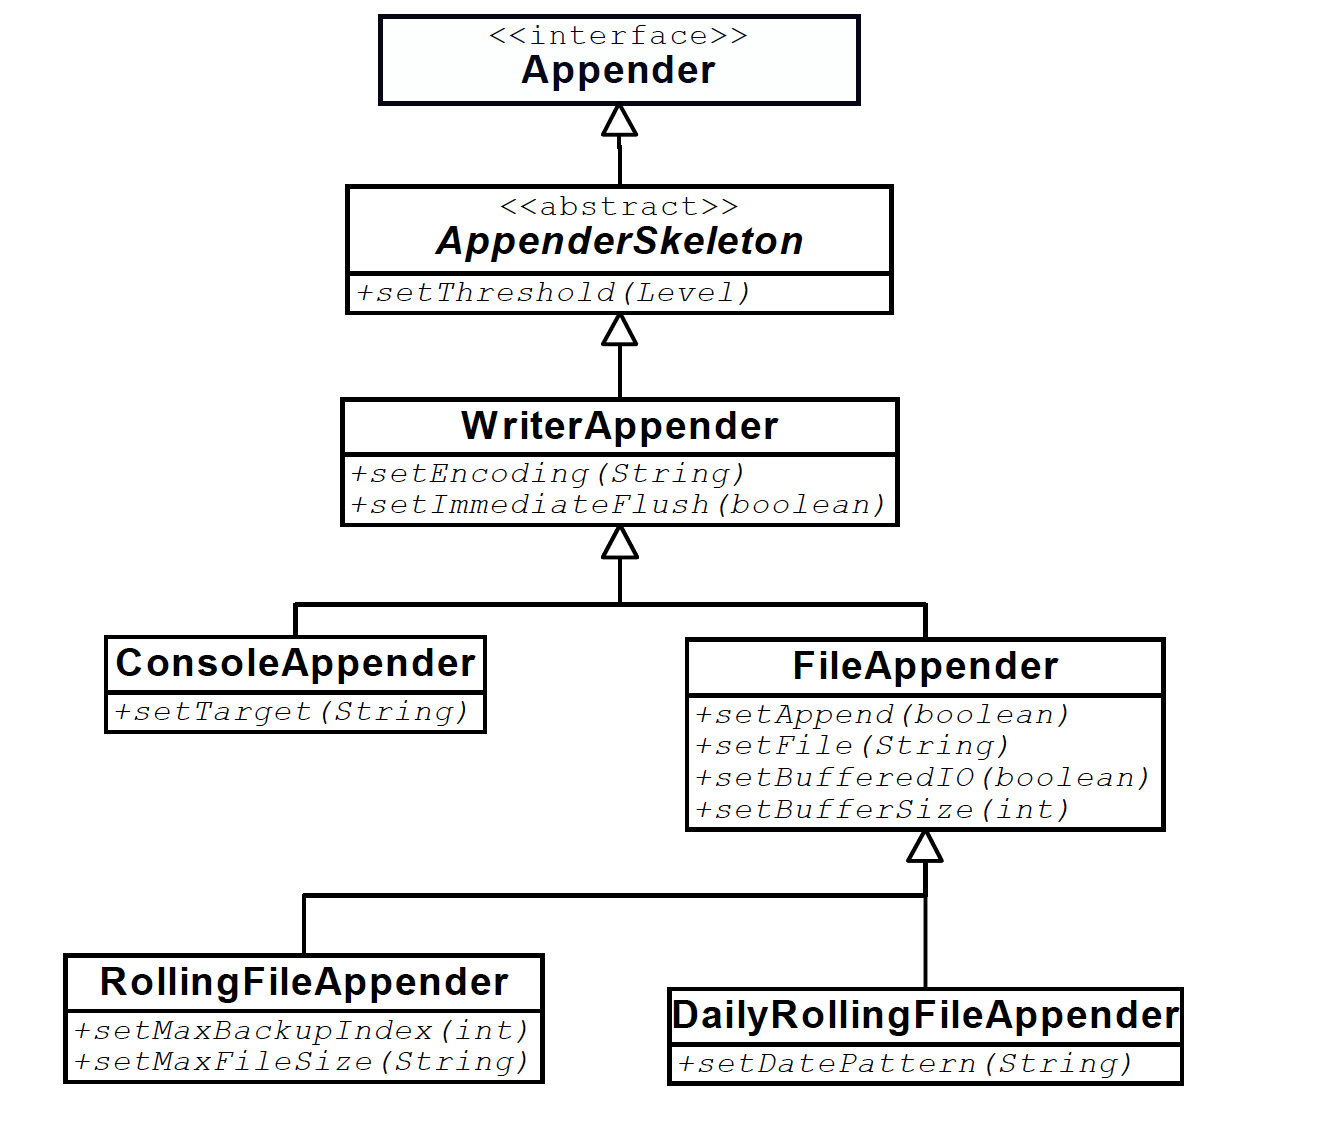 <<interface>>
Appender
<<abstract>>
AppenderSkeleton
+setThreshold(Level)
WriterAppender
+setEncoding(String)
+setImmediateFlush(boolean)
ConsoleAppender
+setTarget(String)
FileAppender
+setAppend(boolean)
+setFile(String)
+setBufferedIO(boolean)
+setBufferSize(int)
RollingFileAppender
+setMaxBackupIndex(int)
+setMaxFileSize(String)
DailyRollingFileAppender
+setDatePattern(String)